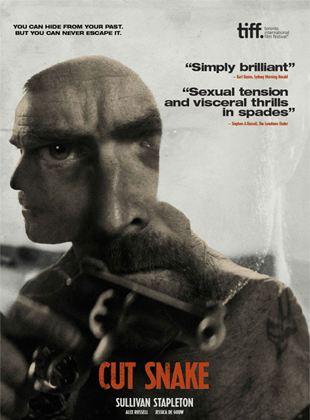 YOU CAN HIDE FROM YOUR PAST.
BUT YOU CAN NEVER ESCAPE IT.
tiff.
toronto
international
film festival
“Simply brilliant”
“Sexual tension
and visceral thrills
in spades”
CUT SNAKE
SULLIVAN STAPLETON
ALEX RUSSELL JESSICA DE GOUW